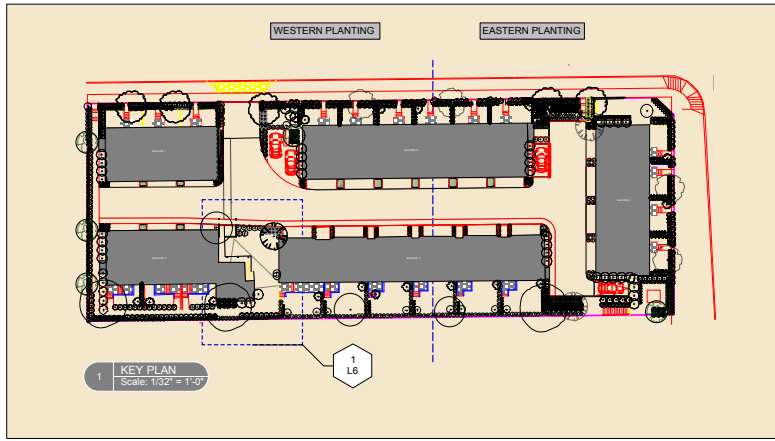 WESTERN PLANTING
EASTERN PLANTING
1
L6
1
KEY PLAN
Scale: 1/32" = 1'-0"